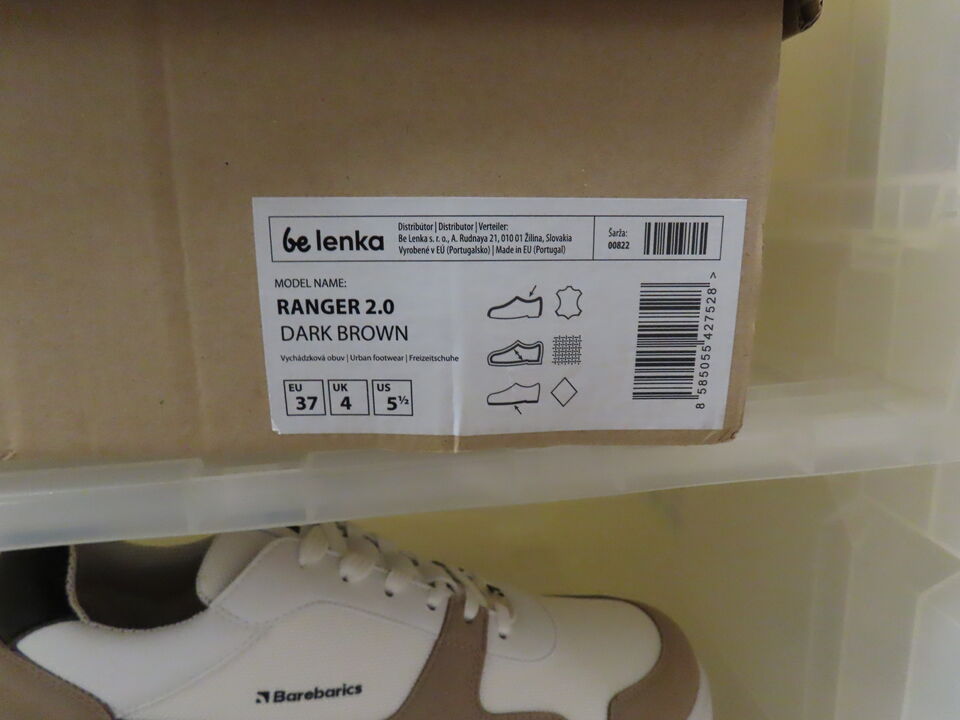 be lenka
Distribútor | Distributor | Verteiler:
Be Lenka s. r. o., A. Rudnaya 21, 010 01 Žilina, Slovakia
Vyrobené v EÚ (Portugalsko) | Made in EU (Portugal)
Šarža:
00822
MODEL NAME:
RANGER 2.0
DARK BROWN
Vychádzková obuv | Urban footwear | Freizeitschuhe
EU
37
UK
4
US
5½
8 585055 427528 >
Barebarics